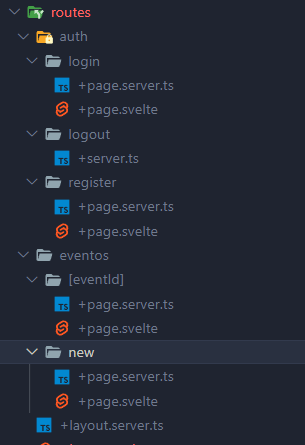 routes
auth
login
+page.server.ts
+page.svelte
logout
+server.ts
register
+page.server.ts
+page.svelte
eventos
[eventId]
+page.server.ts
+page.svelte
new
+page.server.ts
+page.svelte
+layout.server.ts